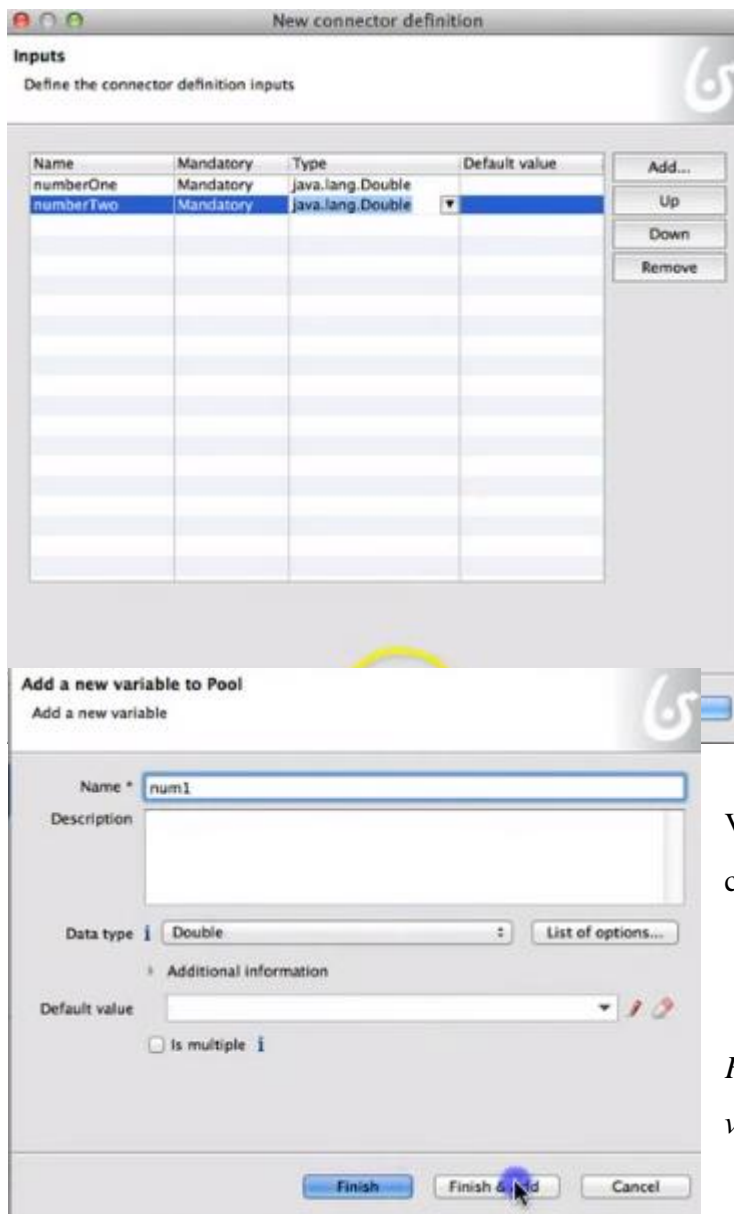 New connector definition
Inputs
Define the connector definition inputs
Name Mandatory Type Default value
numberOne Mandatory java.lang.Double
numberTwo Mandatory java.lang.Double
Add...
Up
Down
Remove
Add a new variable to Pool
Add a new variable
Name * num1
Description
Data type i Double List of options...
Additional information
Default value
Is multiple i
Finish Finish & Add Cancel